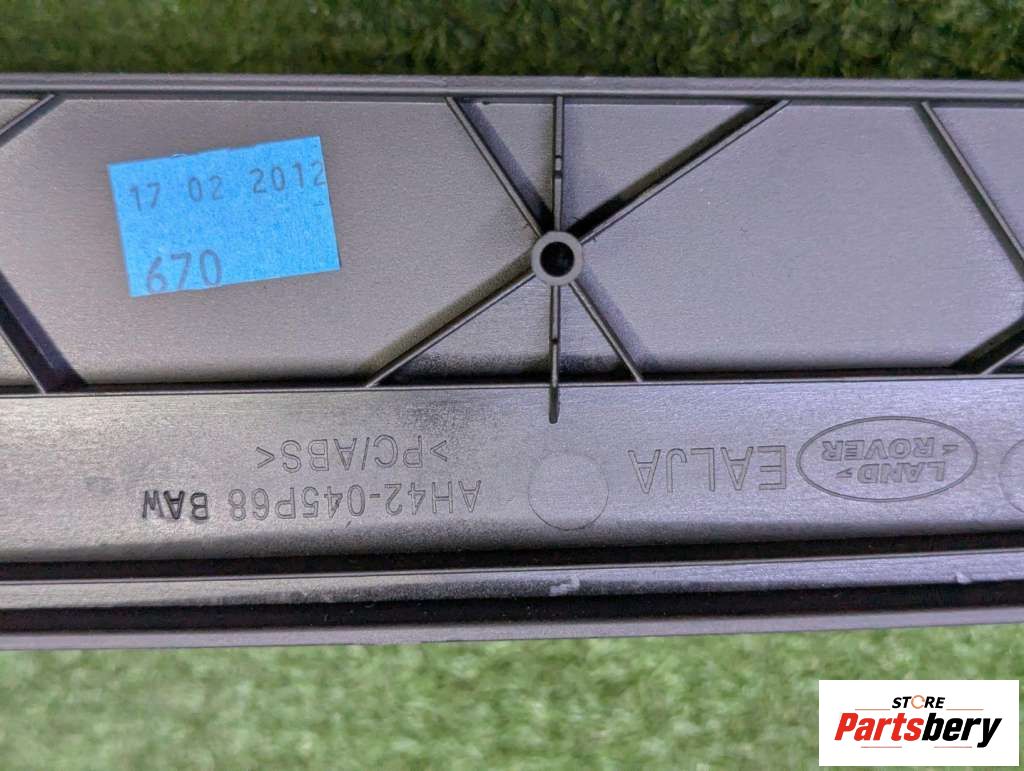 17 02 2012
670
LAND
ROVER
EALJA
AH42-045P68 BAW
>PC/ABS<
STORE
Partsbery